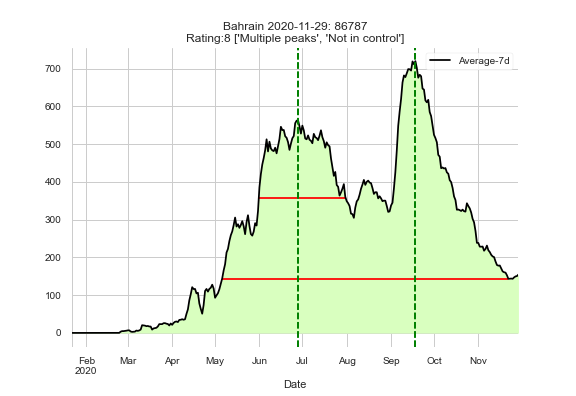 Bahrain 2020-11-29: 86787
Rating:8 ['Multiple peaks', 'Not in control']
Average-7d
700
600
500
400
300
200
100
0
Feb Mar Apr May Jun Jul Aug Sep Oct Nov
2020
Date